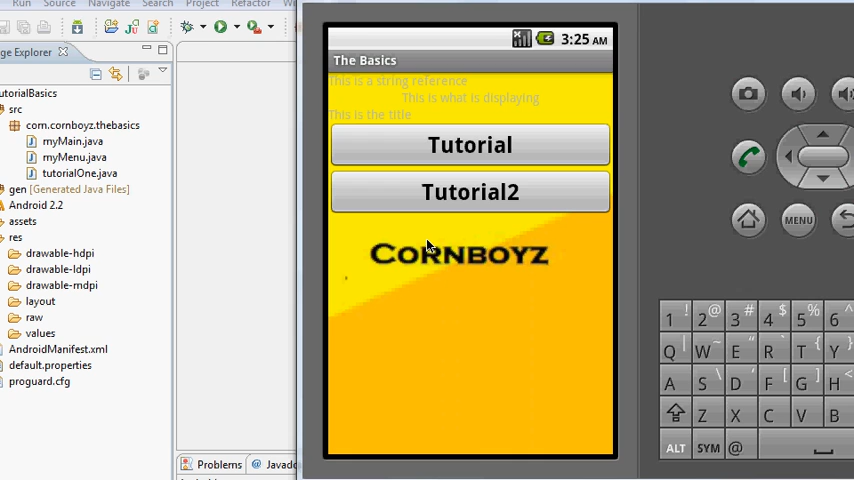 Run Source Navigate Search Project Refactor
ge Explorer
utorialBasics
src
corn.cornboyz.thebasics
myMain.java
myMenu.java
tutorialOne.java
gen [Generated Java Files]
Android 2.2
assets
res
drawable-hdpi
drawable-ldpi
drawable-mdpi
layout
raw
values
AndroidManifest.xml
default.properties
proguard.cfg
Problems @ Javado
3:25 AM
The Basics
This is a string reference
This is what is displaying
This is the title
Tutorial
Tutorial2
CORNBOYZ
MENU
1 ! 2 @ 3 # 4 $ 5 % 6 ^
Q | W ~ E " R ` T { Y }
A S \ D F [ G ] H <
Z X C V B
ALT SYM @